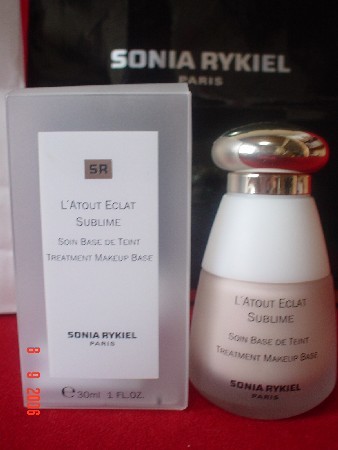 SONIA RYKIEL
PARIS
SR
L'ATOUT ECLAT
SUBLIME
SOIN BASE DE TEINT
TREATMENT MAKEUP BASE
SONIA RYKIEL
PARIS
℮ 30ml 1 FL.OZ.
L'ATOUT ECLAT
SUBLIME
SOIN BASE DE TEINT
TREATMENT MAKEUP BASE
SONIA RYKIEL
PARIS
8 9 2006